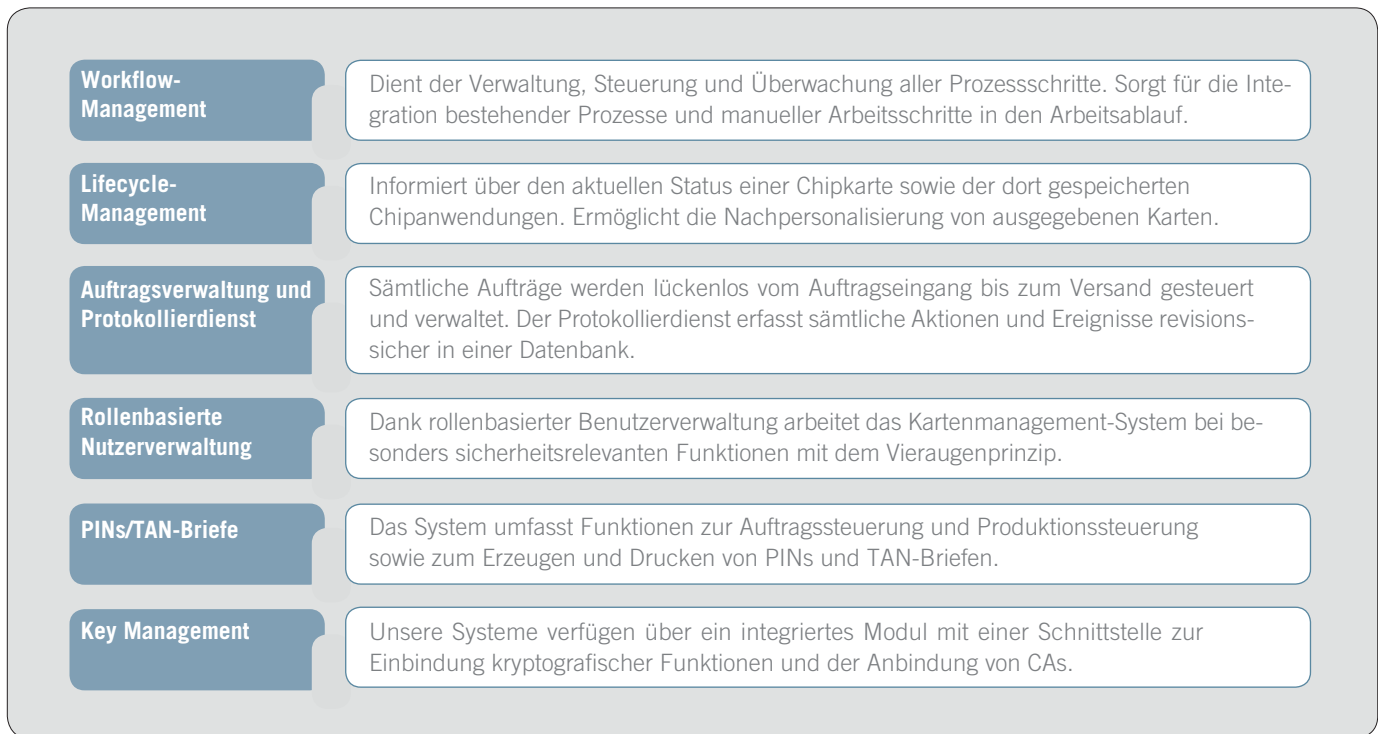 Workflow-
Management
Dient der Verwaltung, Steuerung und Überwachung aller Prozessschritte. Sorgt für die Inte-
gration bestehender Prozesse und manueller Arbeitsschritte in den Arbeitsablauf.
Lifecycle-
Management
Informiert über den aktuellen Status einer Chipkarte sowie der dort gespeicherten
Chipanwendungen. Ermöglicht die Nachpersonalisierung von ausgegebenen Karten.
Auftragsverwaltung und
Protokollierdienst
Sämtliche Aufträge werden lückenlos vom Auftragseingang bis zum Versand gesteuert
und verwaltet. Der Protokollierdienst erfasst sämtliche Aktionen und Ereignisse revisions-
sicher in einer Datenbank.
Rollenbasierte
Nutzerverwaltung
Dank rollenbasierter Benutzerverwaltung arbeitet das Kartenmanagement-System bei be-
sonders sicherheitsrelevanten Funktionen mit dem Vieraugenprinzip.
PINs/TAN-Briefe
Das System umfasst Funktionen zur Auftragssteuerung und Produktionssteuerung
sowie zum Erzeugen und Drucken von PINs und TAN-Briefen.
Key Management
Unsere Systeme verfügen über ein integriertes Modul mit einer Schnittstelle zur
Einbindung kryptografischer Funktionen und der Anbindung von CAs.